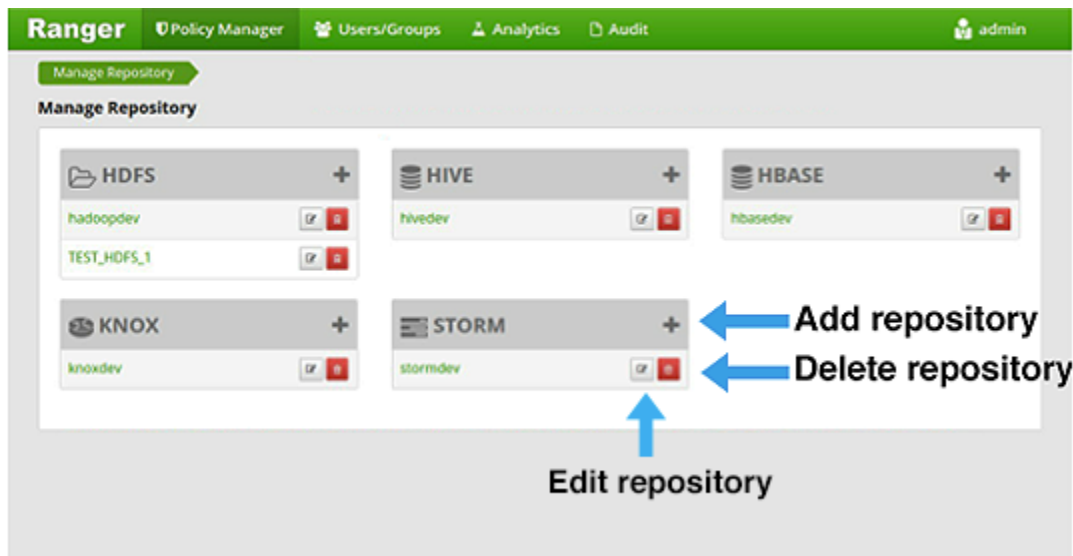 Ranger Policy Manager Users/Groups Analytics Audit admin
Manage Repository
Manage Repository
HDFS + HIVE + HBASE +
hadoopdev hivedev hbasedev
TEST_HDFS_1
KNOX + STORM + Add repository
knoxdev stormdev Delete repository
Edit repository